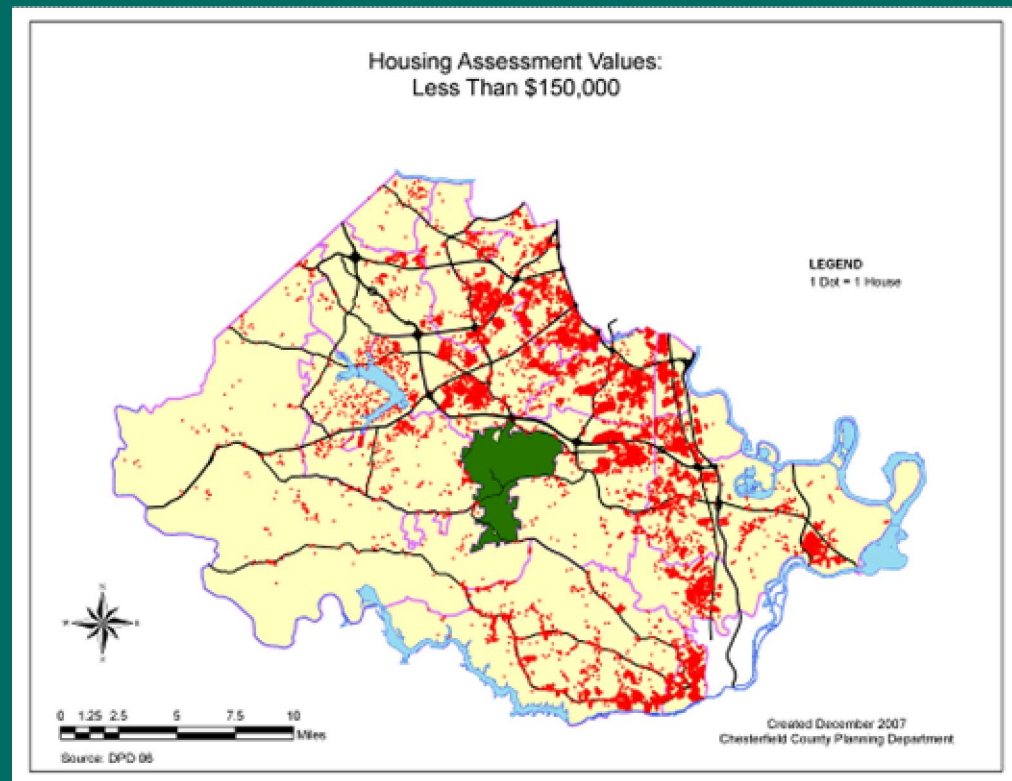 Housing Assessment Values:
Less Than $150,000
LEGEND
1 Dot = 1 House
N
W
E
S
0 1.25 2.5 5 7.5 10
Miles
Source: DPD 06
Created December 2007
Chesterfield County Planning Department